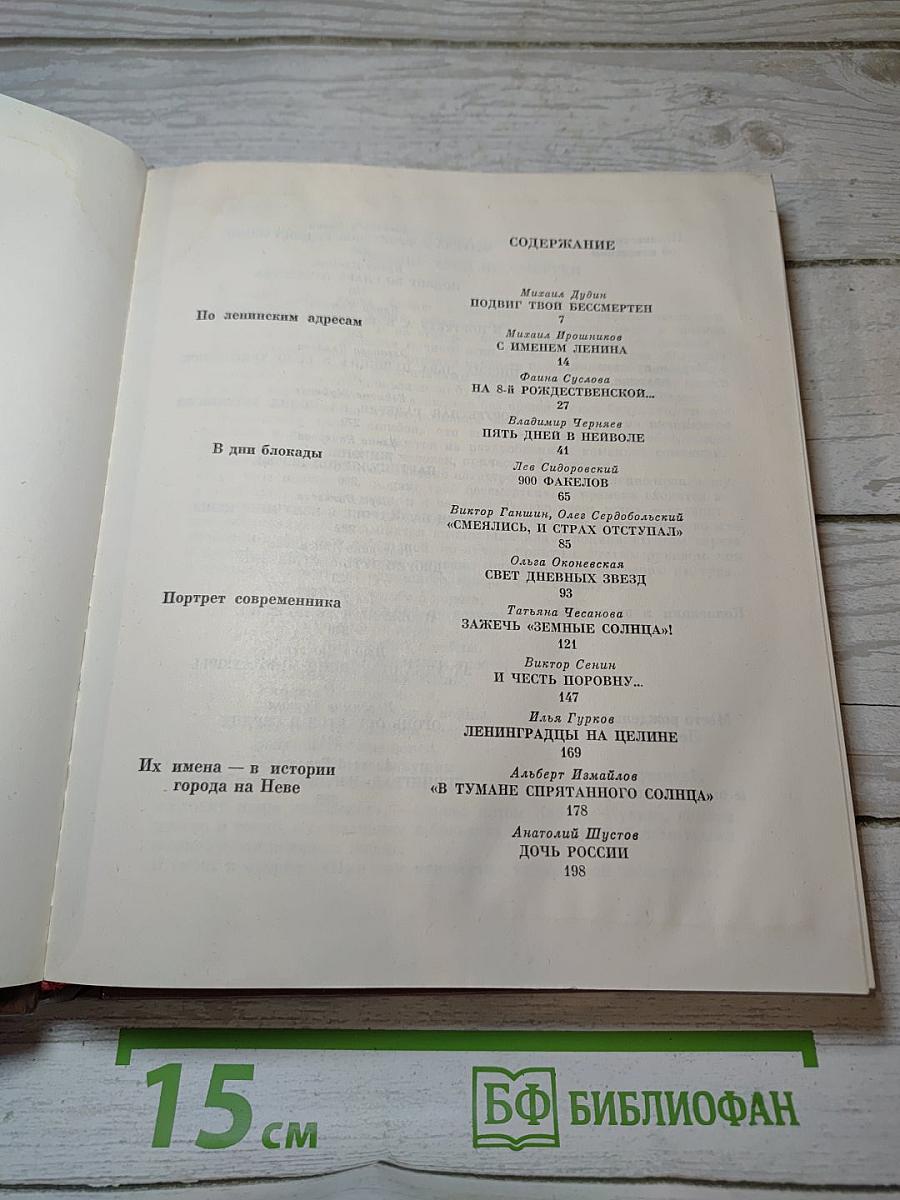 СОДЕРЖАНИЕ
Михаил Дудин
ПОДВИГ ТВОЙ БЕССМЕРТЕН
7
По ленинским адресам
Михаил Ирошников
С ИМЕНЕМ ЛЕНИНА
14
Фаина Суслова
НА 8-й РОЖДЕСТВЕНСКОЙ...
27
Владимир Черняев
ПЯТЬ ДНЕЙ В НЕЙВОЛЕ
41
В дни блокады
Лев Сидоровский
900 ФАКЕЛОВ
65
Виктор Ганшин, Олег Сердобольский
«СМЕЯЛИСЬ, И СТРАХ ОТСТУПАЛ»
85
Ольга Оконевская
СВЕТ ДНЕВНЫХ ЗВЕЗД
93
Портрет современника
Татьяна Чесанова
ЗАЖЕЧЬ «ЗЕМНЫЕ СОЛНЦА»!
121
Виктор Сенин
И ЧЕСТЬ ПОРОВНУ...
147
Илья Гурков
ЛЕНИНГРАДЦЫ НА ЦЕЛИНЕ
169
Их имена — в истории
города на Неве
Альберт Измайлов
«В ТУМАНЕ СПРЯТАННОГО СОЛНЦА»
178
Анатолий Шустов
ДОЧЬ РОССИИ
198
15 см
БФ БИБЛИОФАН